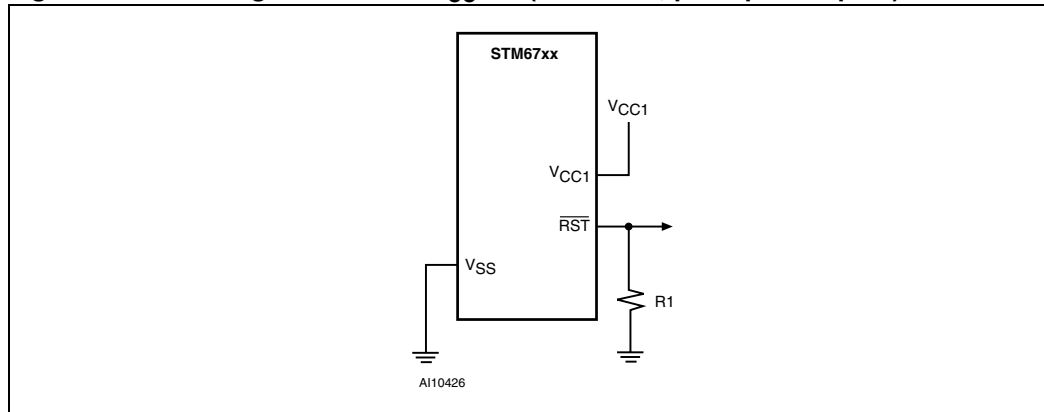 STM67xx
VCC1
VCC1
RST
VSS
R1
AI10426